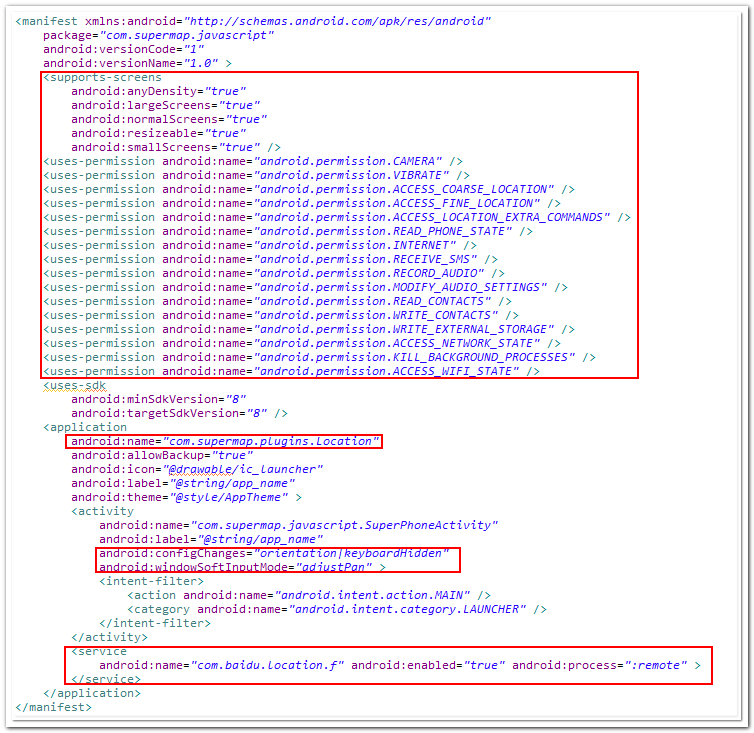 <manifest xmlns:android="http://schemas.android.com/apk/res/android"
package="com.supermap.javascript"
android:versionCode="1"
android:versionName="1.0" >
<supports-screens
android:anyDensity="true"
android:largeScreens="true"
android:normalScreens="true"
android:resizeable="true"
android:smallScreens="true" />
<uses-permission android:name="android.permission.CAMERA" />
<uses-permission android:name="android.permission.VIBRATE" />
<uses-permission android:name="android.permission.ACCESS_COARSE_LOCATION" />
<uses-permission android:name="android.permission.ACCESS_FINE_LOCATION" />
<uses-permission android:name="android.permission.ACCESS_LOCATION_EXTRA_COMMANDS" />
<uses-permission android:name="android.permission.READ_PHONE_STATE" />
<uses-permission android:name="android.permission.INTERNET" />
<uses-permission android:name="android.permission.RECEIVE_SMS" />
<uses-permission android:name="android.permission.RECORD_AUDIO" />
<uses-permission android:name="android.permission.MODIFY_AUDIO_SETTINGS" />
<uses-permission android:name="android.permission.READ_CONTACTS" />
<uses-permission android:name="android.permission.WRITE_CONTACTS" />
<uses-permission android:name="android.permission.WRITE_EXTERNAL_STORAGE" />
<uses-permission android:name="android.permission.ACCESS_NETWORK_STATE" />
<uses-permission android:name="android.permission.KILL_BACKGROUND_PROCESSES" />
<uses-permission android:name="android.permission.ACCESS_WIFI_STATE" />
<uses-sdk
android:minSdkVersion="8"
android:targetSdkVersion="8" />
<application
android:name="com.supermap.plugins.Location"
android:allowBackup="true"
android:icon="@drawable/ic_launcher"
android:label="@string/app_name"
android:theme="@style/AppTheme" >
<activity
android:name="com.supermap.javascript.SuperPhoneActivity"
android:label="@string/app_name"
android:configChanges="orientation|keyboardHidden"
android:windowSoftInputMode="adjustPan" >
<intent-filter>
<action android:name="android.intent.action.MAIN" />
<category android:name="android.intent.category.LAUNCHER" />
</intent-filter>
</activity>
<service
android:name="com.baidu.location.f" android:enabled="true" android:process=":remote" >
</service>
</application>
</manifest>